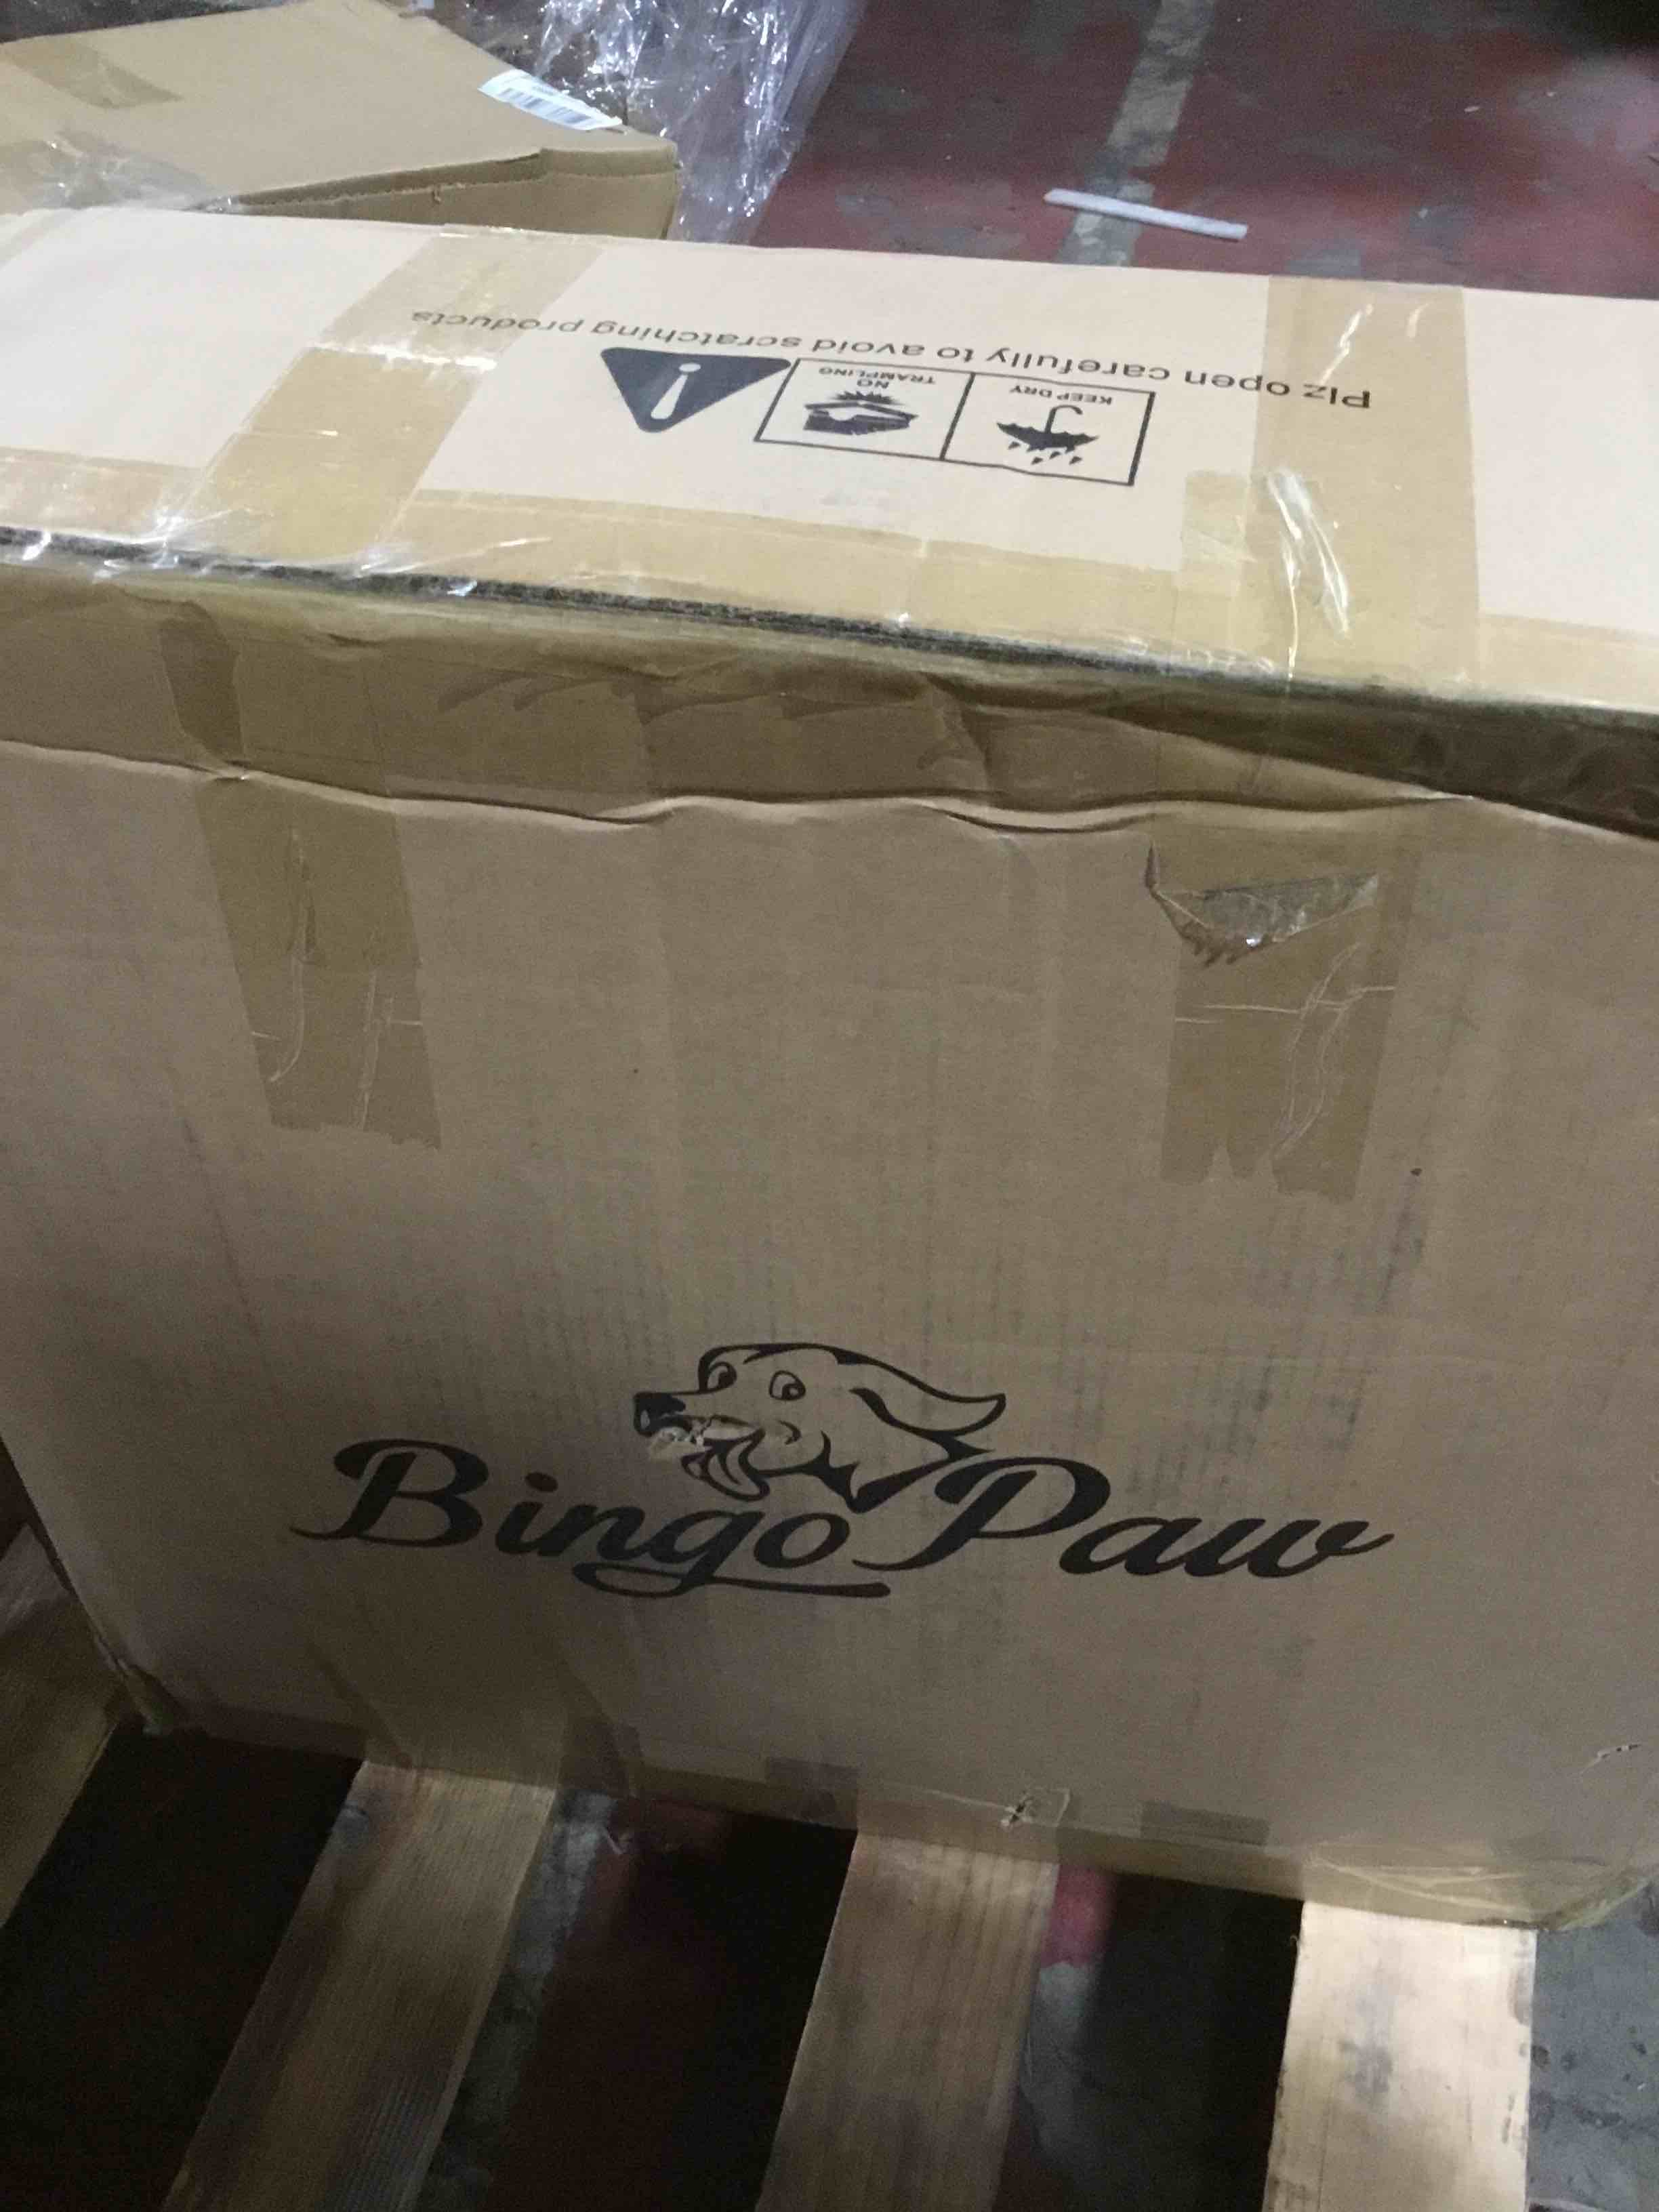 Plz open carefully to avoid scratching products
KEEP DRY
NO
TRAMPLING
Bingo Paw